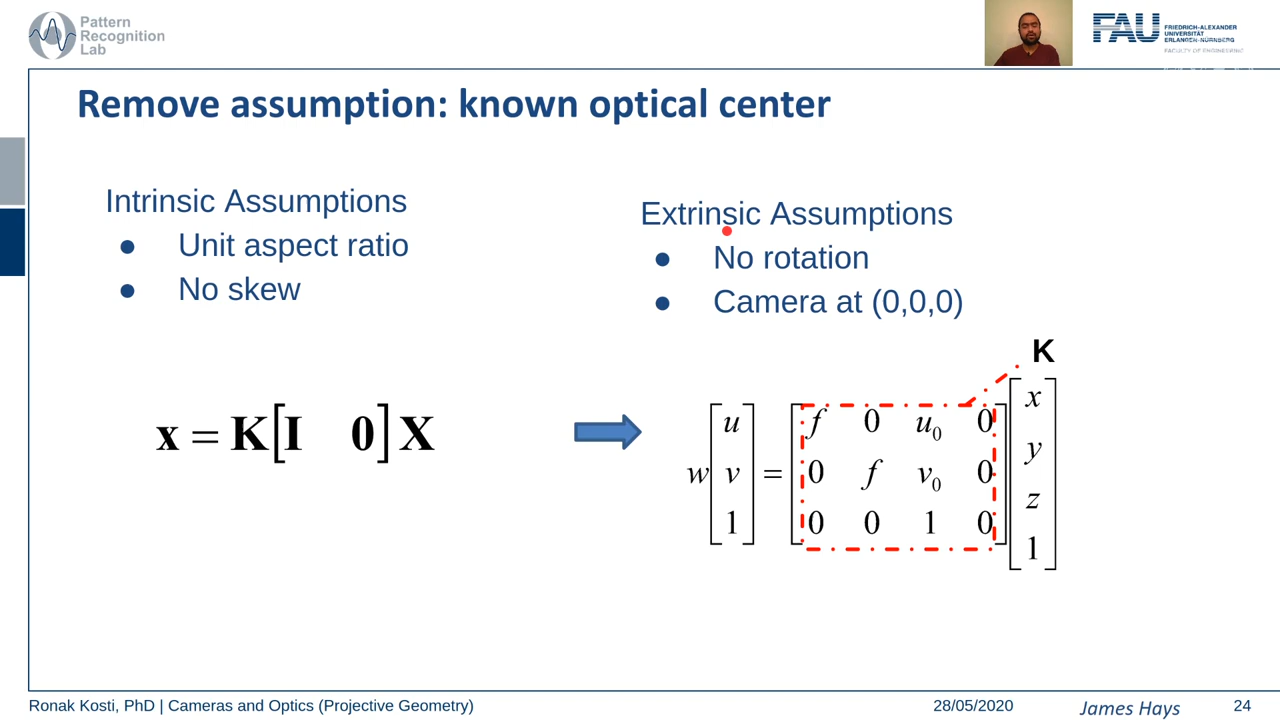 Pattern
Recognition
Lab
FAU
FRIEDRICH-ALEXANDER
UNIVERSITÄT
ERLANGEN-NÜRNBERG
FACULTY OF ENGINEERING
Remove assumption: known optical center
Intrinsic Assumptions
● Unit aspect ratio
● No skew
Extrinsic Assumptions
● No rotation
● Camera at (0,0,0)
x = K[I 0]X
K
w[u v 1] = [f 0 u₀ 0
0 f v₀ 0
0 0 1 0] [x y z 1]
Ronak Kosti, PhD | Cameras and Optics (Projective Geometry)
28/05/2020
James Hays
24